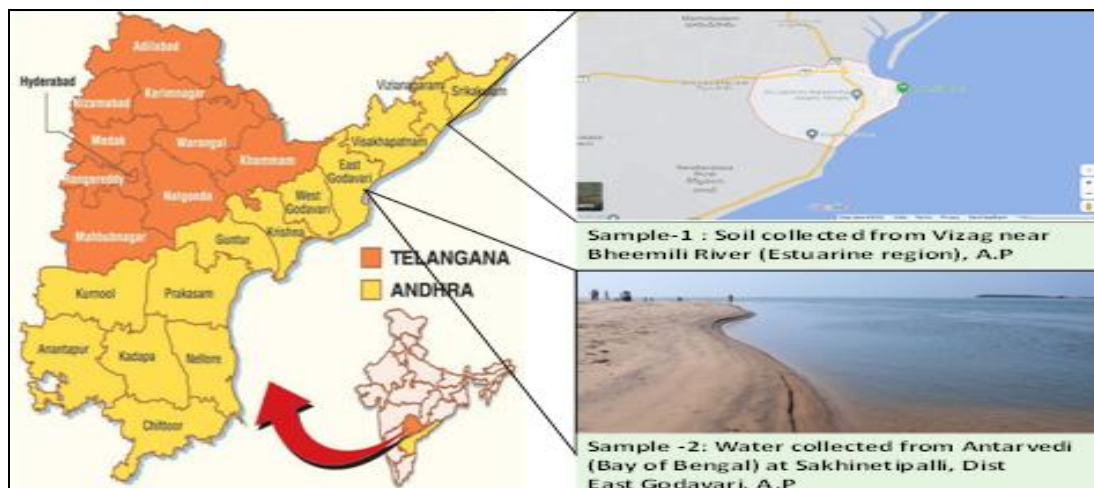 Adilabad
Hyderabad
Nizamabad
Karimnagar
Medak
Warangal
Rangareddy
Khammam
Nalgonda
Mahbubnagar
Vizianagaram
Srikakulam
Visakhapatnam
East
Godavari
West
Godavari
Krishna
Guntur
Kurnool
Prakasam
Anantapur
Kadapa
Nellore
Chittoor
TELANGANA
ANDHRA
Sample-1 : Soil collected from Vizag near
Bheemili River (Estuarine region), A.P
Sample -2: Water collected from Antarvedi
(Bay of Bengal) at Sakhinetipalli, Dist
East Godavari, A.P